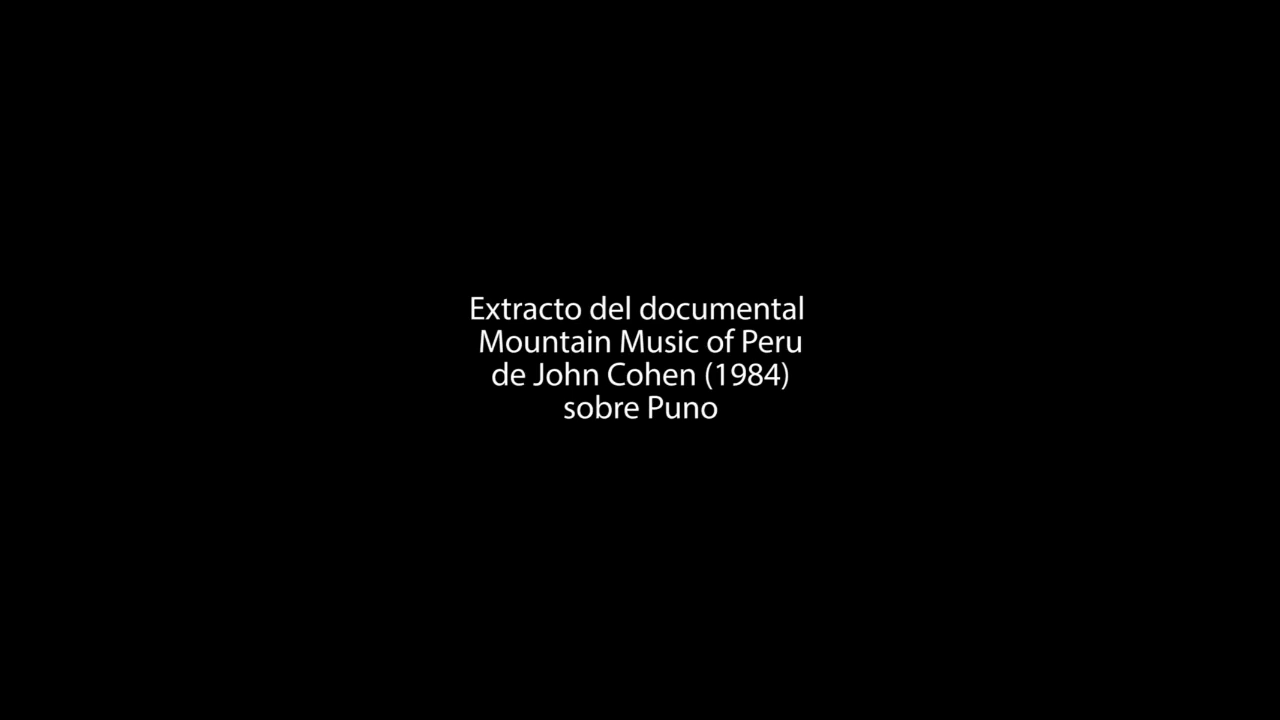 Extracto del documental
Mountain Music of Peru
de John Cohen (1984)
sobre Puno